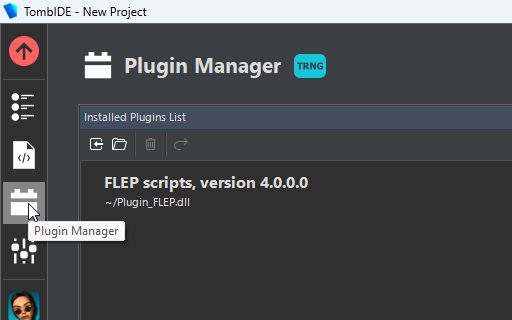 TombIDE - New Project
Plugin Manager TRNG
Installed Plugins List
</>
FLEP scripts, version 4.0.0.0
~/Plugin_FLEP.dll
Plugin Manager